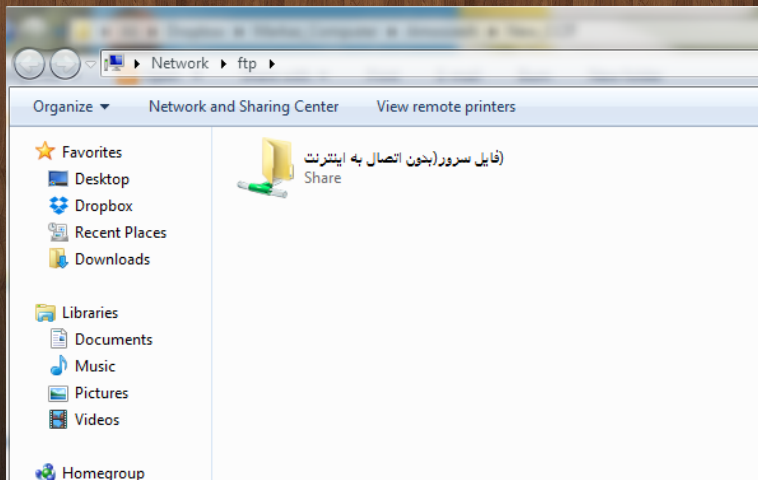 Network ftp
Organize Network and Sharing Center View remote printers
Favorites
Desktop
Dropbox
Recent Places
Downloads
Libraries
Documents
Music
Pictures
Videos
Homegroup
فایل سرور(بدون اتصال به اینترنت)
Share